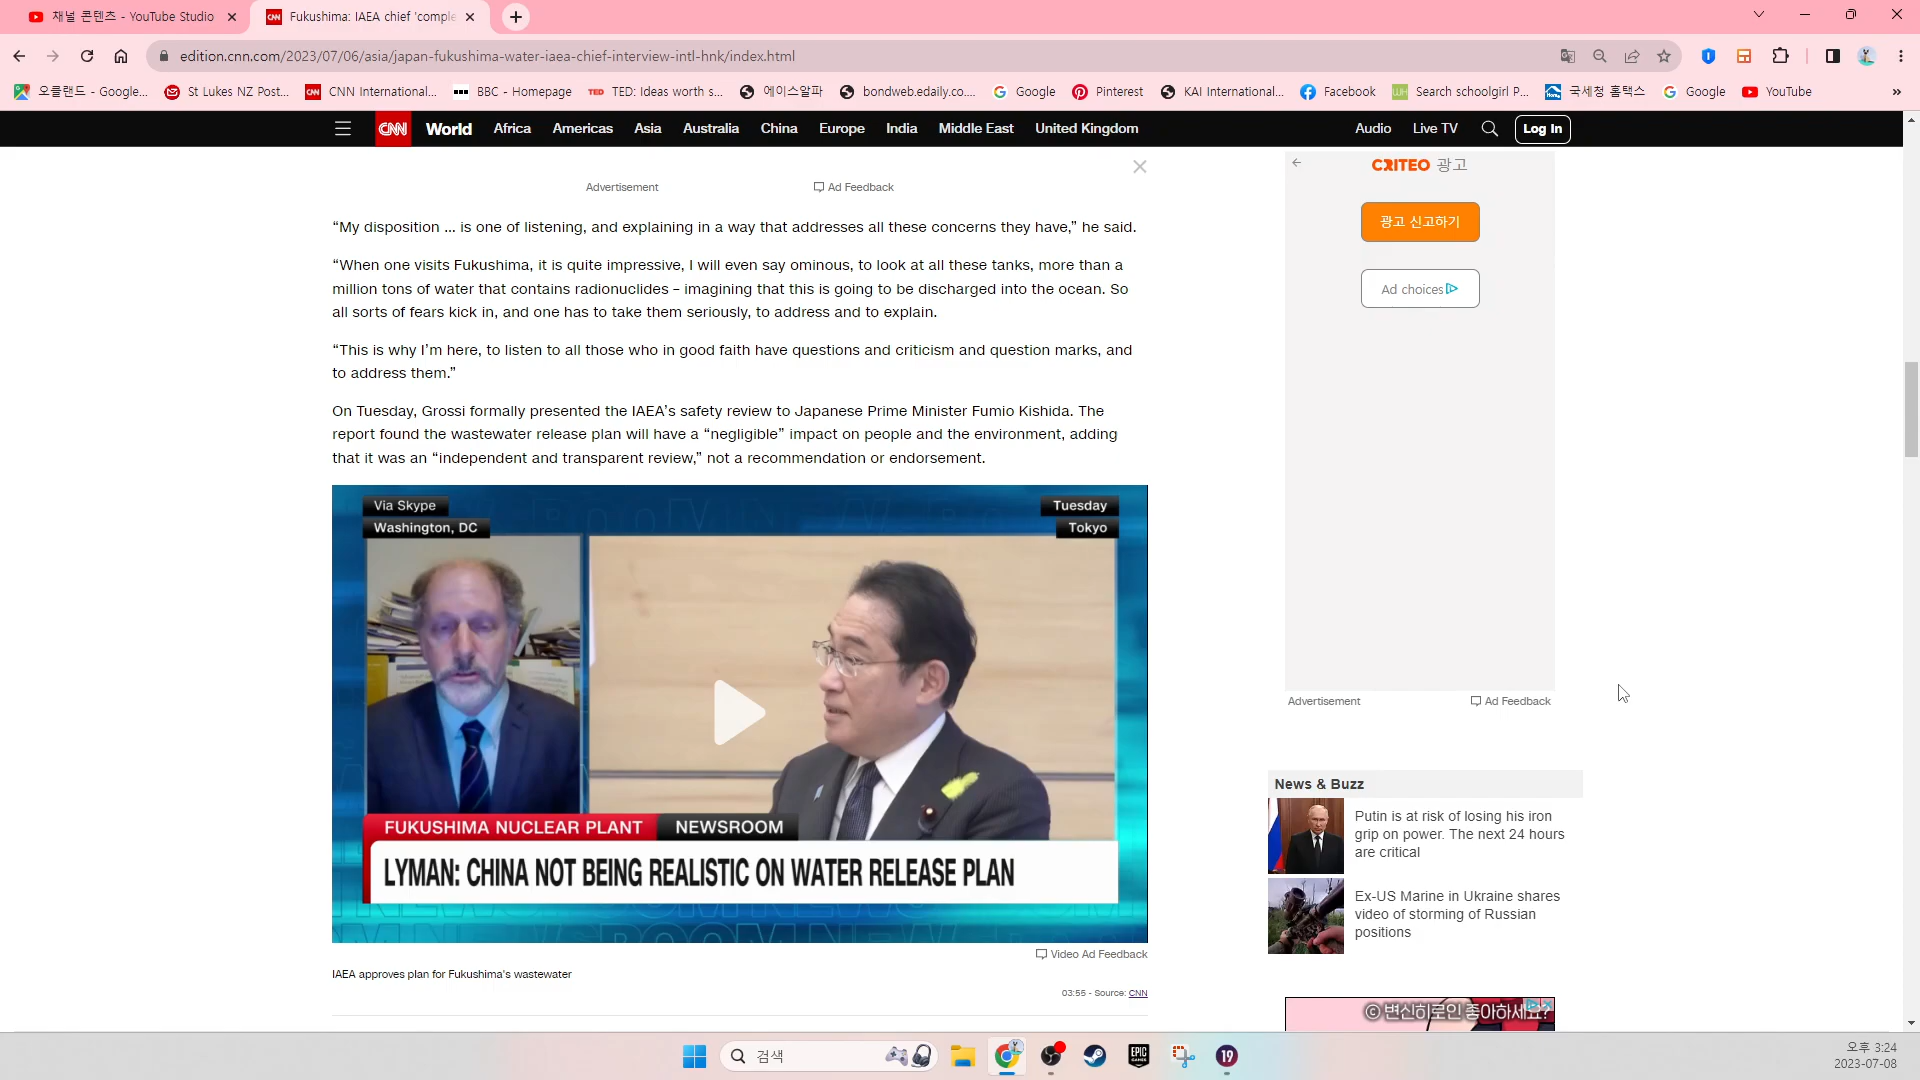 채널 콘텐츠 - YouTube Studio
Fukushima: IAEA chief 'comple
edition.cnn.com/2023/07/06/asia/japan-fukushima-water-iaea-chief-interview-intl-hnk/index.html
오클랜드 - Google...
St Lukes NZ Post...
CNN International...
BBC - Homepage
TED: Ideas worth s...
에이스알파
bondweb.edaily.co....
Google
Pinterest
KAI International...
Facebook
Search schoolgirl P...
국세청 홈택스
Google
YouTube
CNN World Africa Americas Asia Australia China Europe India Middle East United Kingdom
Audio Live TV Log In
Advertisement
Ad Feedback
“My disposition ... is one of listening, and explaining in a way that addresses all these concerns they have,” he said.
“When one visits Fukushima, it is quite impressive, I will even say ominous, to look at all these tanks, more than a
million tons of water that contains radionuclides – imagining that this is going to be discharged into the ocean. So
all sorts of fears kick in, and one has to take them seriously, to address and to explain.
“This is why I’m here, to listen to all those who in good faith have questions and criticism and question marks, and
to address them.”
On Tuesday, Grossi formally presented the IAEA’s safety review to Japanese Prime Minister Fumio Kishida. The
report found the wastewater release plan will have a “negligible” impact on people and the environment, adding
that it was an “independent and transparent review,” not a recommendation or endorsement.
Via Skype
Washington, DC
Tuesday
Tokyo
FUKUSHIMA NUCLEAR PLANT NEWSROOM
LYMAN: CHINA NOT BEING REALISTIC ON WATER RELEASE PLAN
Video Ad Feedback
IAEA approves plan for Fukushima's wastewater
03:55 - Source: CNN
CRITEO 광고
광고 신고하기
Ad choices
Advertisement
Ad Feedback
News & Buzz
Putin is at risk of losing his iron
grip on power. The next 24 hours
are critical
Ex-US Marine in Ukraine shares
video of storming of Russian
positions
© 변신히로인 좋아하세요?
검색
EPIC
GAMES
19
오후 3:24
2023-07-08